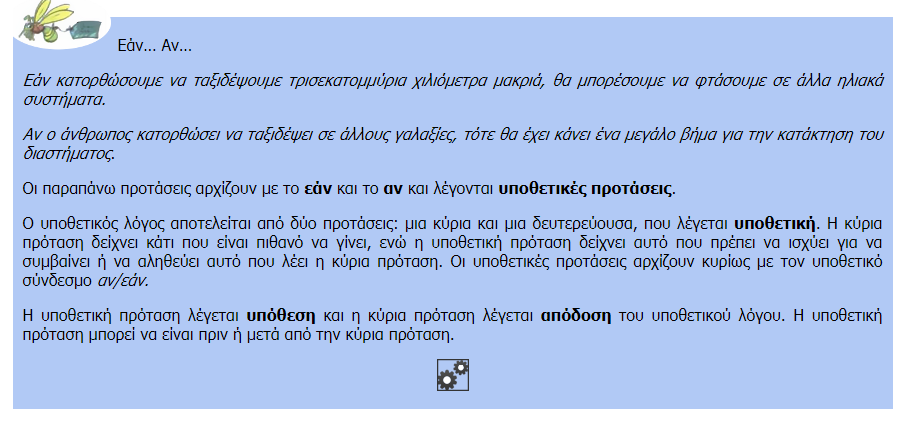 Εάν... Αν...
Εάν κατορθώσουμε να ταξιδέψουμε τρισεκατομμύρια χιλιόμετρα μακριά, θα μπορέσουμε να φτάσουμε σε άλλα ηλιακά
συστήματα.
Αν ο άνθρωπος κατορθώσει να ταξιδέψει σε άλλους γαλαξίες, τότε θα έχει κάνει ένα μεγάλο βήμα για την κατάκτηση του
διαστήματος.
Οι παραπάνω προτάσεις αρχίζουν με το εάν και το αν και λέγονται υποθετικές προτάσεις.
Ο υποθετικός λόγος αποτελείται από δύο προτάσεις: μια κύρια και μια δευτερεύουσα, που λέγεται υποθετική. Η κύρια
πρόταση δείχνει κάτι που είναι πιθανό να γίνει, ενώ η υποθετική πρόταση δείχνει αυτό που πρέπει να ισχύει για να
συμβαίνει ή να αληθεύει αυτό που λέει η κύρια πρόταση. Οι υποθετικές προτάσεις αρχίζουν κυρίως με τον υποθετικό
σύνδεσμο αν/εάν.
Η υποθετική πρόταση λέγεται υπόθεση και η κύρια πρόταση λέγεται απόδοση του υποθετικού λόγου. Η υποθετική
πρόταση μπορεί να είναι πριν ή μετά από την κύρια πρόταση.